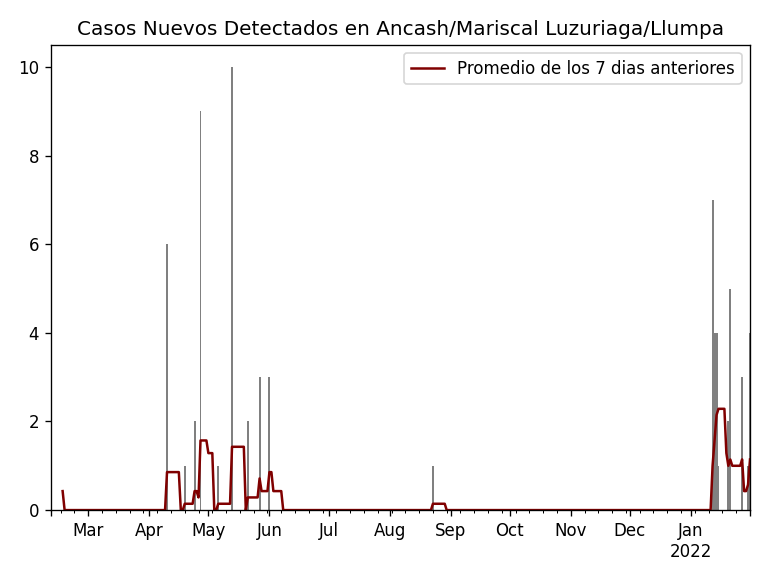 Casos Nuevos Detectados en Ancash/Mariscal Luzuriaga/Llumpa
Promedio de los 7 dias anteriores
10
8
6
4
2
0
Mar Apr May Jun Jul Aug Sep Oct Nov Dec Jan
2022